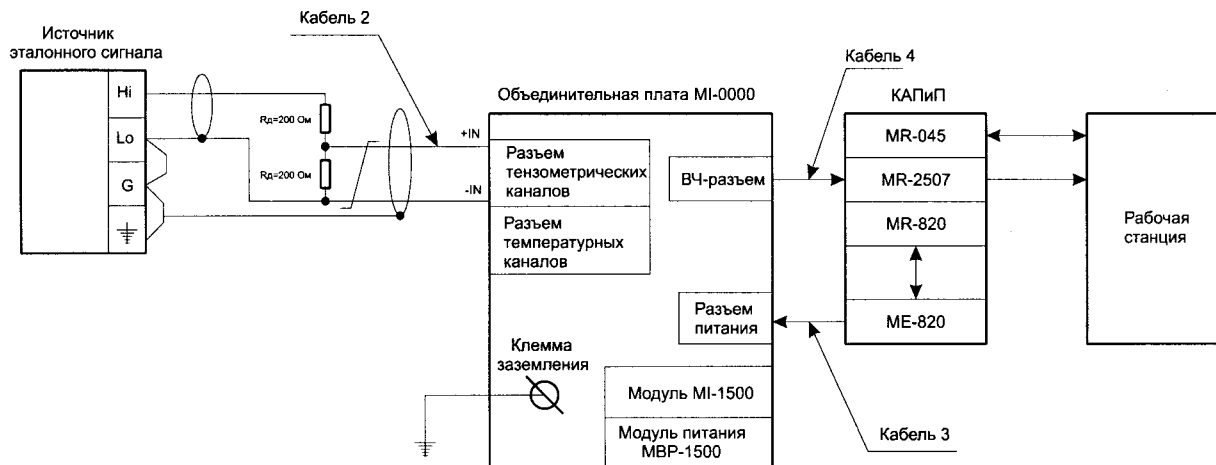 Кабель 2
Источник
эталонного сигнала
Hi
Lo
G
Rд=200 Ом
Rд=200 Ом
+IN
-IN
Объединительная плата MI-0000
Разъем
тензометрических
каналов
Разъем
температурных
каналов
ВЧ-разъем
Разъем
питания
Клемма
заземления
Модуль MI-1500
Модуль питания
МВР-1500
Кабель 4
КАПиП
MR-045
MR-2507
MR-820
ME-820
Кабель 3
Рабочая
станция